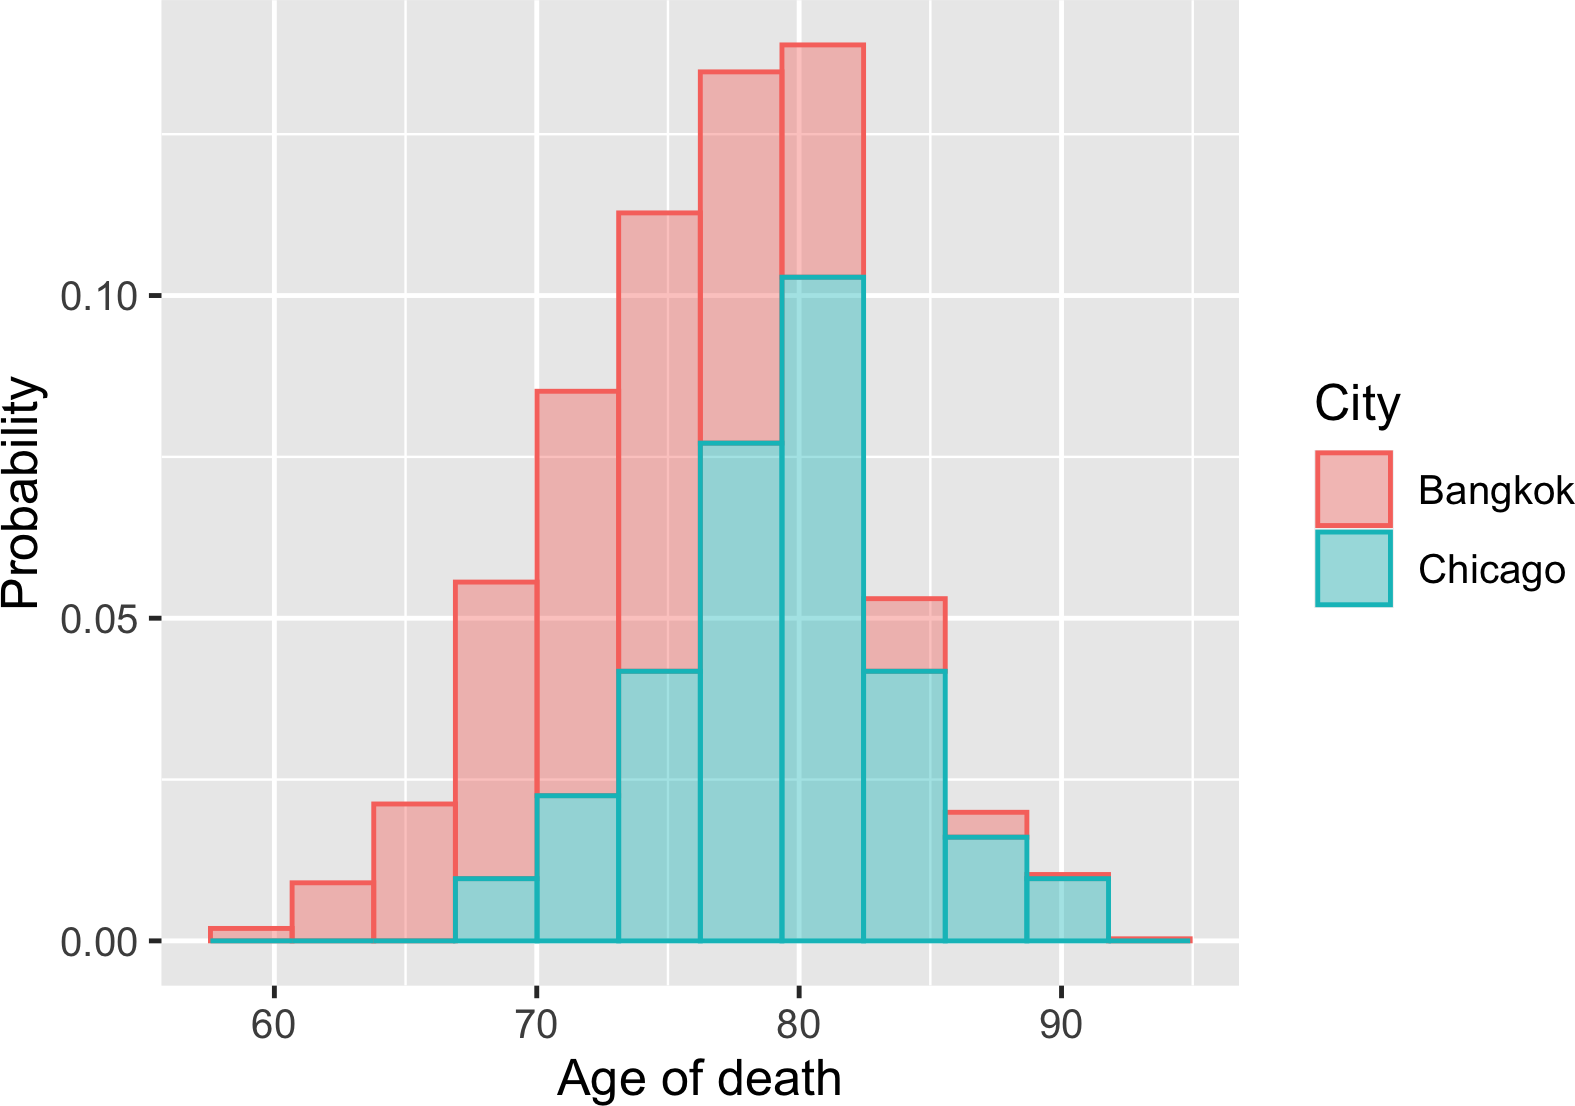 Probability
0.10
0.05
0.00
60 70 80 90
Age of death
City
Bangkok
Chicago